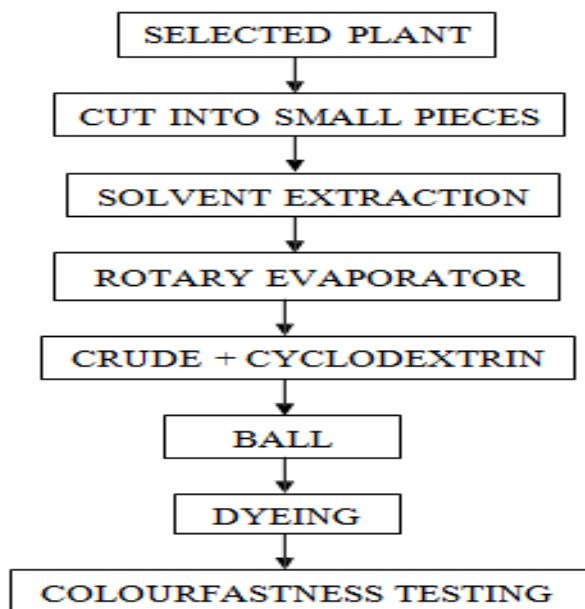 SELECTED PLANT
CUT INTO SMALL PIECES
SOLVENT EXTRACTION
ROTARY EVAPORATOR
CRUDE + CYCLODEXTRIN
BALL
DYEING
COLOURFASTNESS TESTING